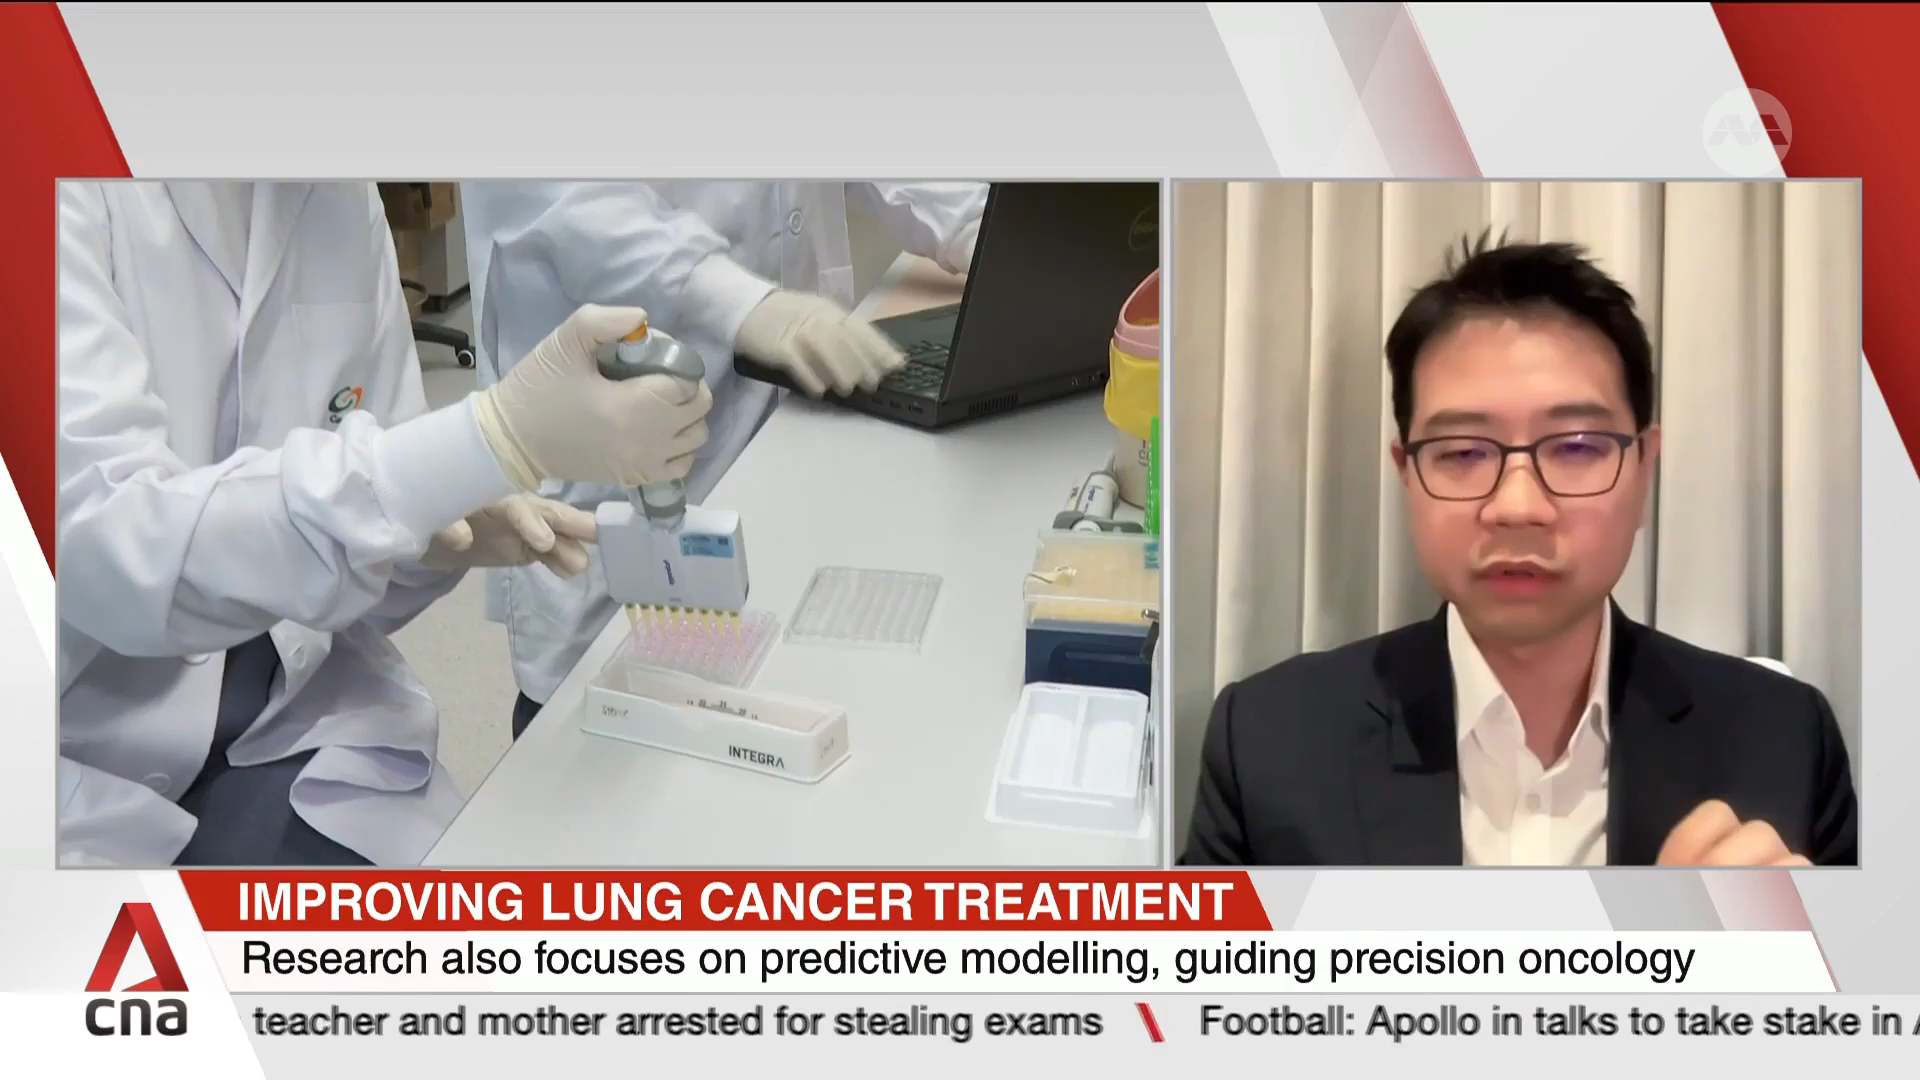 INTEGRA
IMPROVING LUNG CANCER TREATMENT
Research also focuses on predictive modelling, guiding precision oncology
cna
teacher and mother arrested for stealing exams
Football: Apollo in talks to take stake in